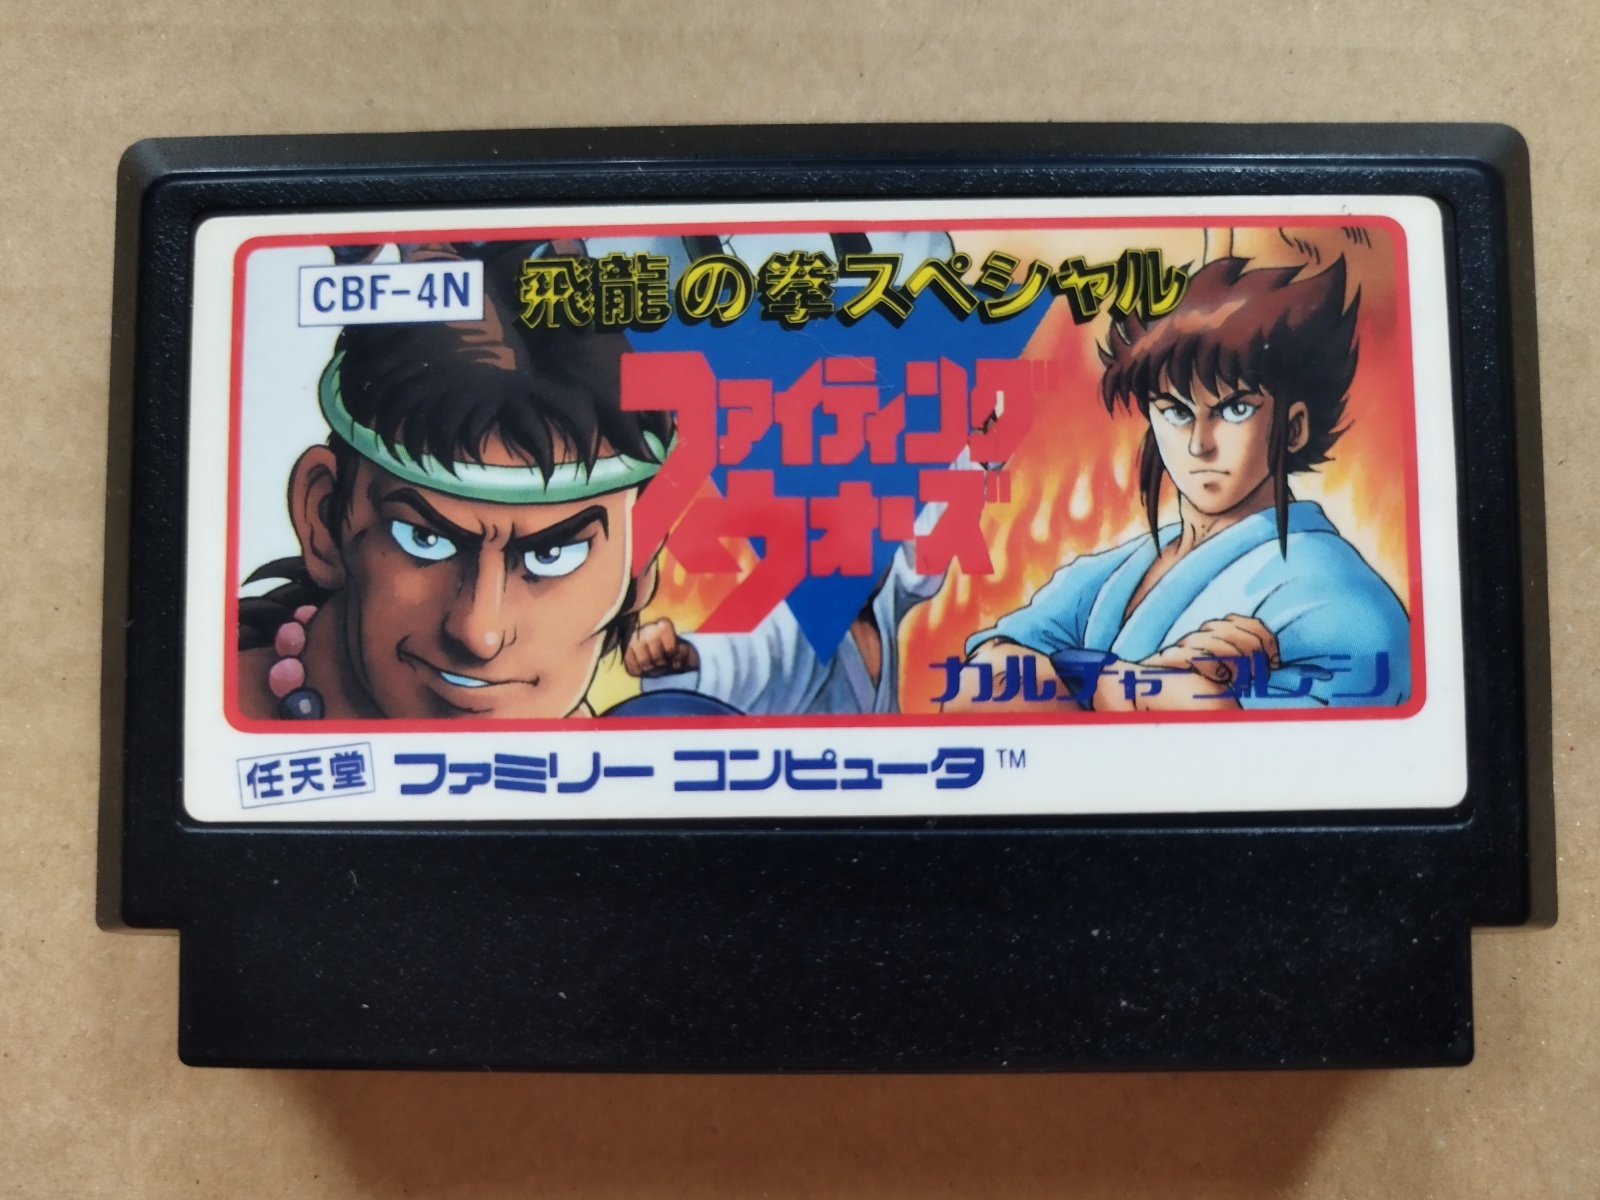 CBF-4N
飛龍の拳スペシャル
ファイティング
ウォーズ
カルチャーブレーン
任天堂 ファミリー コンピュータ™